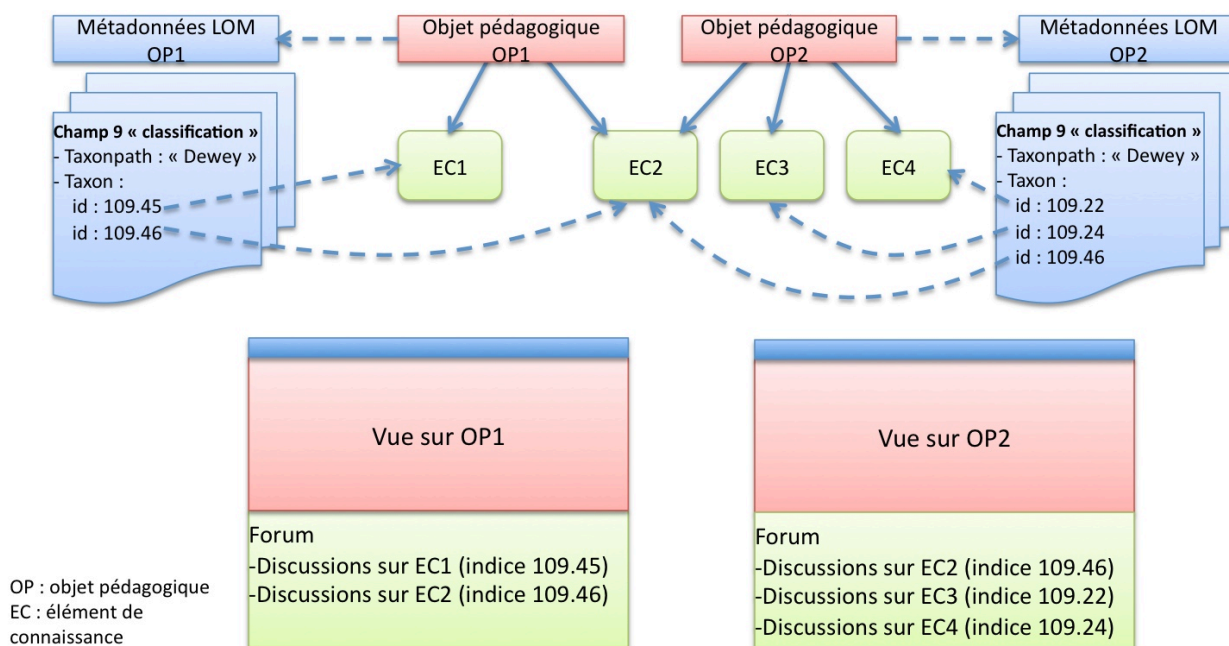 Métadonnées LOM
OP1
Objet pédagogique
OP1
Objet pédagogique
OP2
Métadonnées LOM
OP2
Champ 9 « classification »
- Taxonpath : « Dewey »
- Taxon :
id : 109.45
id : 109.46
EC1
EC2
EC3
EC4
Champ 9 « classification »
- Taxonpath : « Dewey »
- Taxon :
id : 109.22
id : 109.24
id : 109.46
Vue sur OP1
Forum
-Discussions sur EC1 (indice 109.45)
-Discussions sur EC2 (indice 109.46)
Vue sur OP2
Forum
-Discussions sur EC2 (indice 109.46)
-Discussions sur EC3 (indice 109.22)
-Discussions sur EC4 (indice 109.24)
OP : objet pédagogique
EC : élément de
connaissance